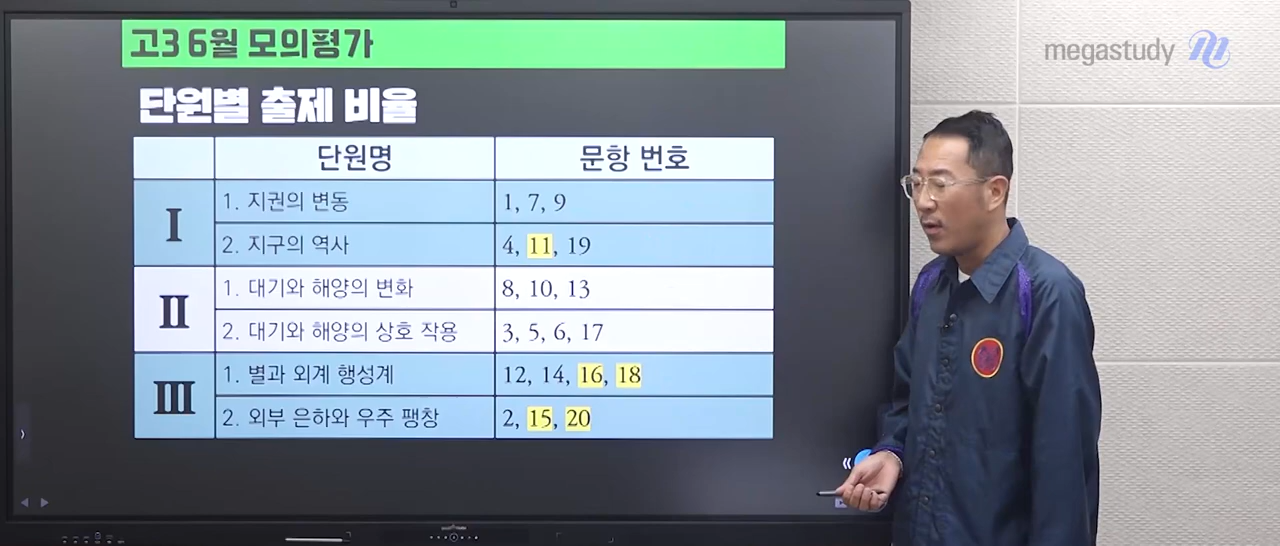 고3 6월 모의평가
megastudy
단원별 출제 비율
단원명 문항 번호
I 1. 지권의 변동 1, 7, 9
2. 지구의 역사 4, 11, 19
II 1. 대기와 해양의 변화 8, 10, 13
2. 대기와 해양의 상호 작용 3, 5, 6, 17
III 1. 별과 외계 행성계 12, 14, 16, 18
2. 외부 은하와 우주 팽창 2, 15, 20